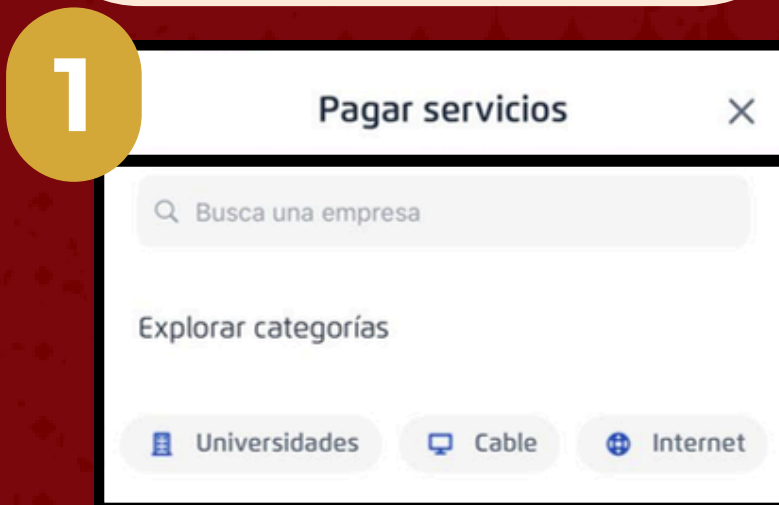 1
Pagar servicios
Busca una empresa
Explorar categorías
Universidades Cable Internet